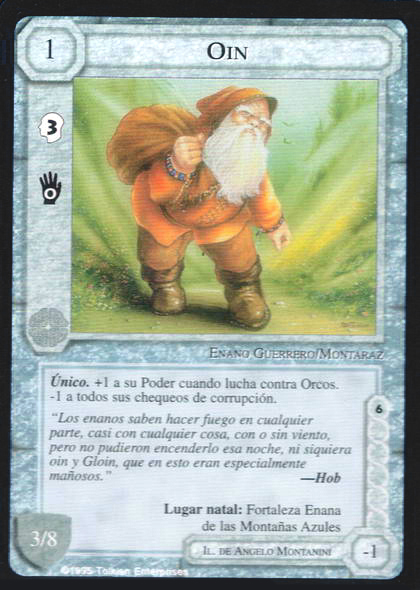 1
OIN
3
0
ENANO GUERRERO/MONTARAZ
Único. +1 a su Poder cuando lucha contra Orcos.
-1 a todos sus chequeos de corrupción.
"Los enanos saben hacer fuego en cualquier
parte, casi con cualquier cosa, con o sin viento,
pero no pudieron encenderlo esa noche, ni siquiera
oin y Gloin, que en esto eran especialmente
mañosos." —Hob
6
Lugar natal: Fortaleza Enana
de las Montañas Azules
3/8
IL. DE ANGELO MONTANINI
-1
©1995 Tolkien Enterprises